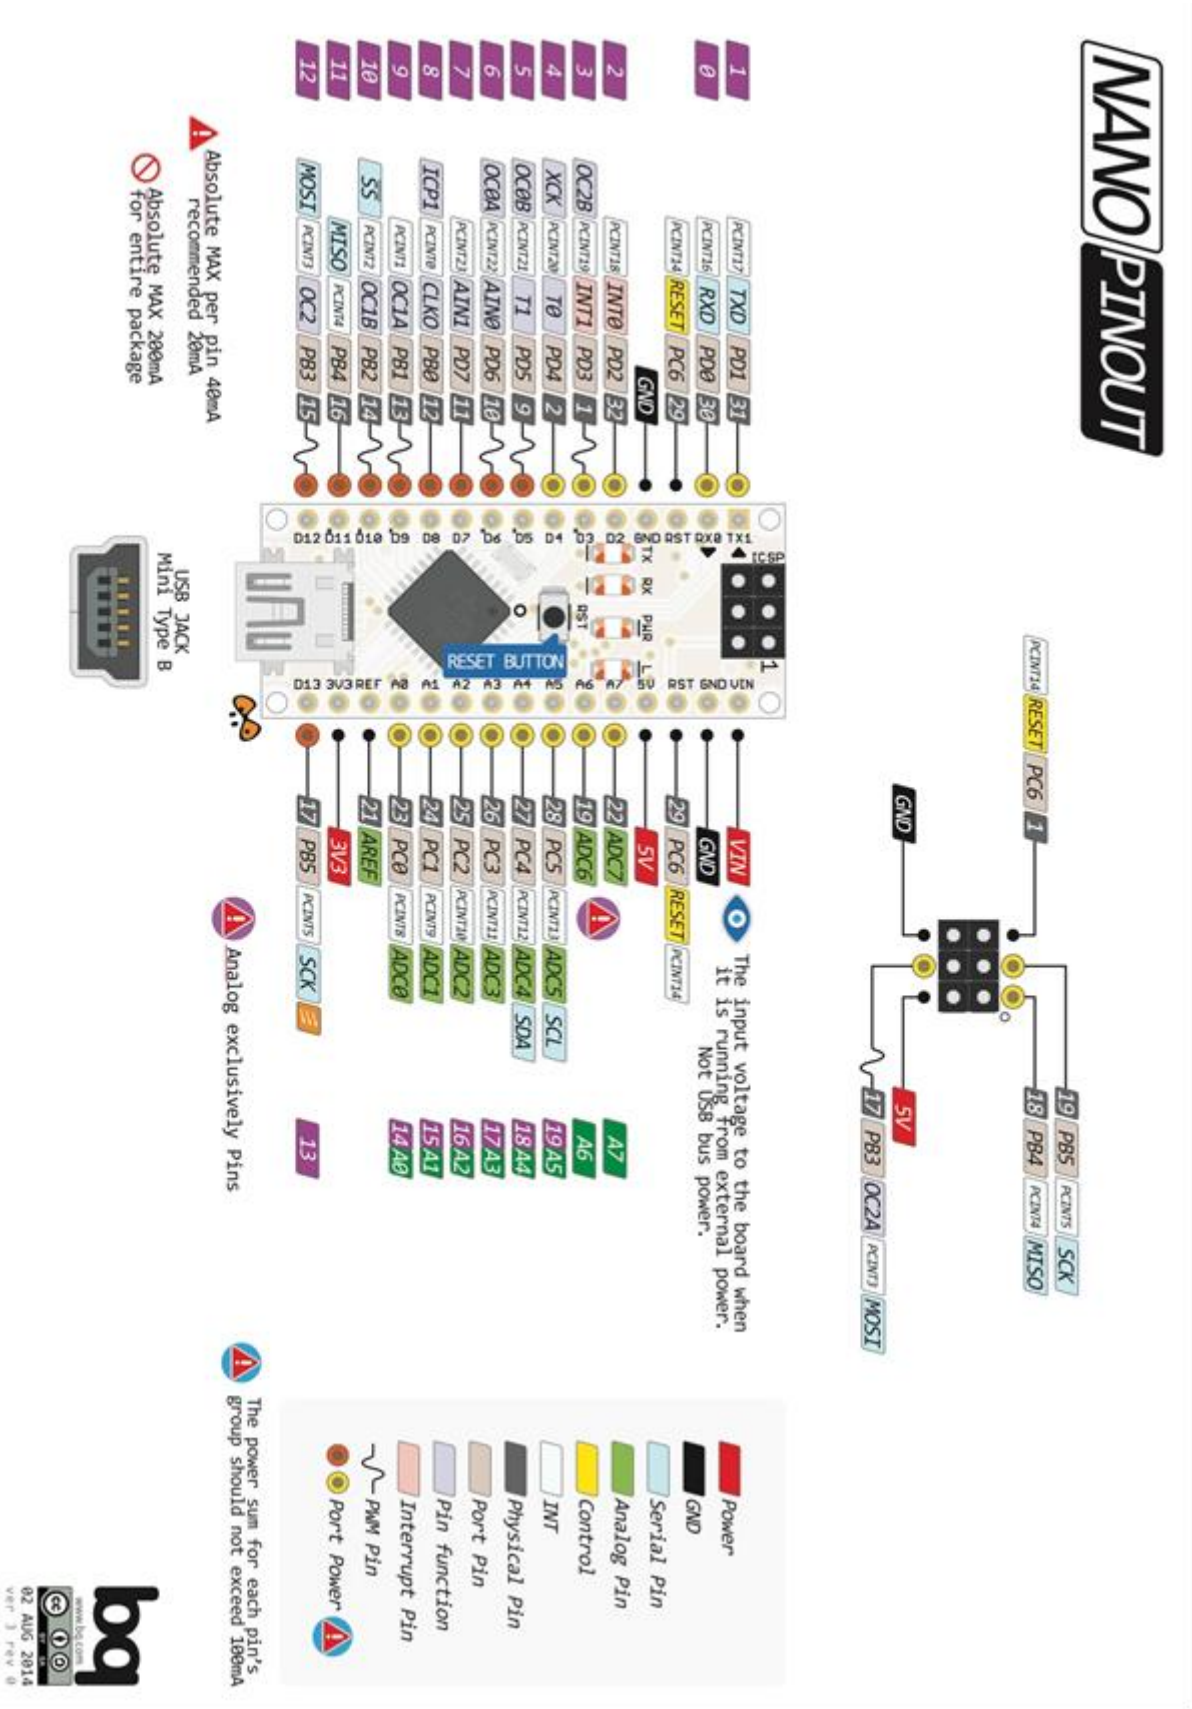 NANO PINOUT
1 PCINT17 TXD PD1 31
0 PCINT16 RXD PD0 30
PCINT14 RESET PC6 29
GND
2 PCINT18 INT0 PD2 32
3 OC2B PCINT19 INT1 PD3 1
4 XCK PCINT20 T0 PD4 2
5 OC0B PCINT21 T1 PD5 9
6 OC0A PCINT22 AIN0 PD6 10
7 PCINT23 AIN1 PD7 11
8 ICP1 PCINT0 CLKO PB0 12
9 PCINT1 OC1A PB1 13
10 SS PCINT2 OC1B PB2 14
11 MISO PCINT4 PB4 16
12 MOSI PCINT3 OC2 PB3 15
Absolute MAX per pin 40mA
recommended 20mA
Absolute MAX 200mA
for entire package
TX1
RX0
RST
GND
D2
D3
D4
D5
D6
D7
D8
D9
D10
D11
D12
ICSP
1
TX
RX
PWR
L
RST
RESET BUTTON
VIN
GND
RST
5V
A7
A6
A5
A4
A3
A2
A1
A0
REF
3V3
D13
USB JACK
Mini Type B
VIN
GND
29 PC6 RESET PCINT14
5V
22 ADC7 A7
19 ADC6 A6
28 PC5 PCINT13 ADC5 SCL 19 A5
27 PC4 PCINT12 ADC4 SDA 18 A4
26 PC3 PCINT11 ADC3 17 A3
25 PC2 PCINT10 ADC2 16 A2
24 PC1 PCINT9 ADC1 15 A1
23 PC0 PCINT8 ADC0 14 A0
21 AREF
3V3
17 PB5 PCINT5 SCK 13
The input voltage to the board when
it is running from external power.
Not USB bus power.
Analog exclusively Pins
PCINT14 RESET PC6 1
GND
19 PB5 PCINT5 SCK
18 PB4 PCINT4 MISO
5V
17 PB3 OC2A PCINT3 MOSI
Power
GND
Serial Pin
Analog Pin
Control
INT
Physical Pin
Port Pin
Pin function
Interrupt Pin
PWM Pin
Port Power
The power sum for each pin's
group should not exceed 100mA
bq
www.bq.com
cc BY SA
02 AUG 2014
ver 3 rev 0